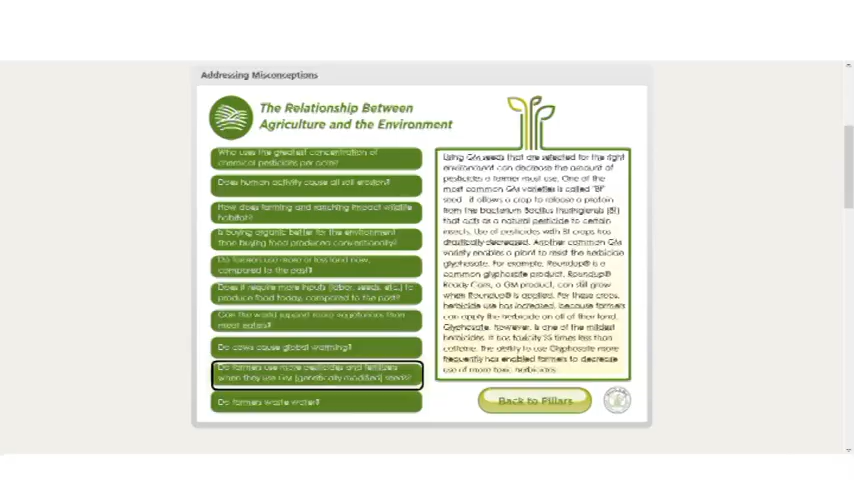 Addressing Misconceptions
The Relationship Between
Agriculture and the Environment
Who uses the greatest concentration of
chemical pesticides per acre?
Does human activity cause all soil erosion?
How does farming and ranching impact wildlife
habitat?
Is buying organic better for the environment
than buying food produced conventionally?
Do farmers use more or less land now,
compared to the past?
Does it require more inputs (labor, seeds, etc.) to
produce food today, compared to the past?
Can the world support more vegetarians than
meat eaters?
Do cows cause global warming?
Do farmers use more pesticides and fertilizers
when they use GM (genetically modified) seeds?
Do farmers waste water?
Using GM seeds that are selected for the right
environment can decrease the amount of
pesticides a farmer must use. One of the
most common GM varieties is called "Bt"
seed - it allows a crop to release a protein
from the bacterium Bacillus thuringiensis (Bt)
that acts as a natural pesticide to certain
insects. Use of pesticides with Bt crops has
drastically decreased. Another common GM
variety enables a plant to resist the herbicide
glyphosate. For example, Roundup® is a
common glyphosate product. Roundup®
Ready Corn, a GM product, can still grow
when Roundup® is applied. For these crops,
herbicide use has increased, because farmers
can apply the herbicide on all of their land.
Glyphosate, however, is one of the mildest
herbicides. It has toxicity 25 times less than
caffeine. The ability to use Glyphosate more
frequently has enabled farmers to decrease
use of more toxic herbicides.
Back to Pillars